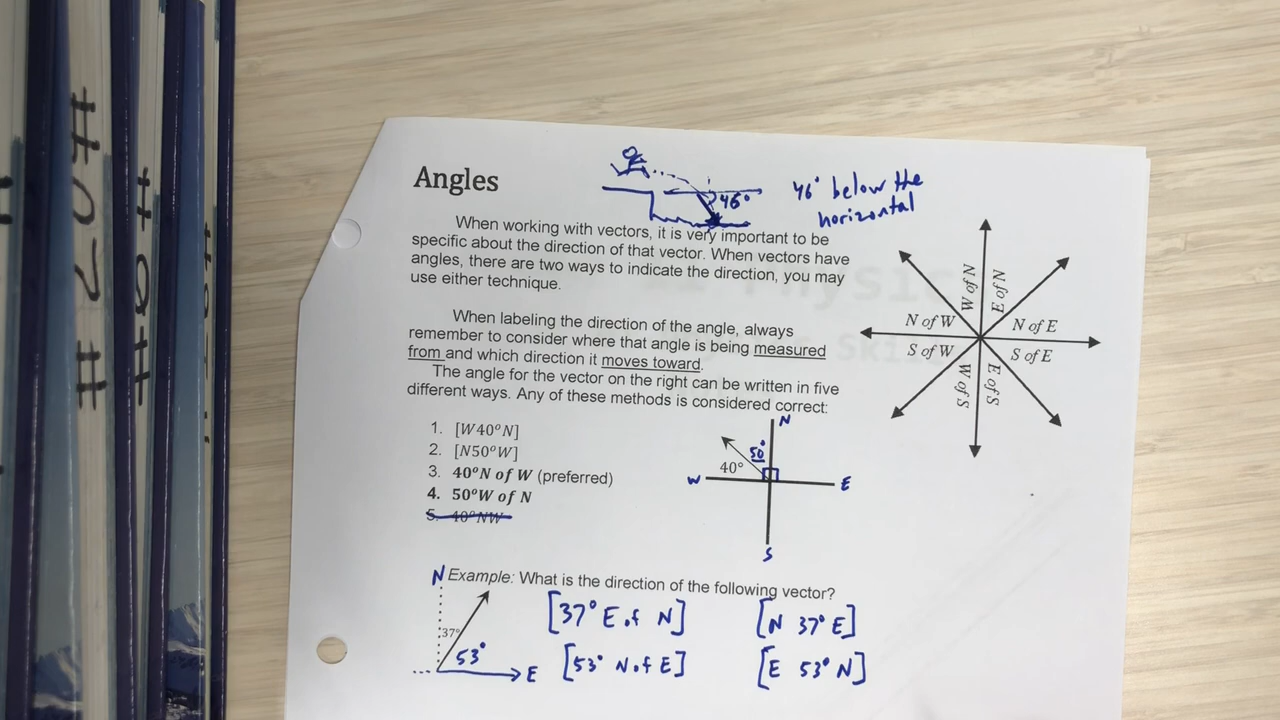 #202#
#
#0#
Angles
46°
46° below the
horizontal
When working with vectors, it is very important to be
specific about the direction of that vector. When vectors have
angles, there are two ways to indicate the direction, you may
use either technique.
When labeling the direction of the angle, always
remember to consider where that angle is being measured
from and which direction it moves toward.
The angle for the vector on the right can be written in five
different ways. Any of these methods is considered correct:
N of W
N of E
N of W
N of E
S of W
S of E
W of S
E of S
1. [W40°N]
2. [N50°W]
3. 40°N of W (preferred)
4. 50°W of N
5. 40°NW
N
50°
40°
W
E
S
N
Example: What is the direction of the following vector?
37°
53°
E
[37° E of N]
[N 37° E]
[53° N of E]
[E 53° N]